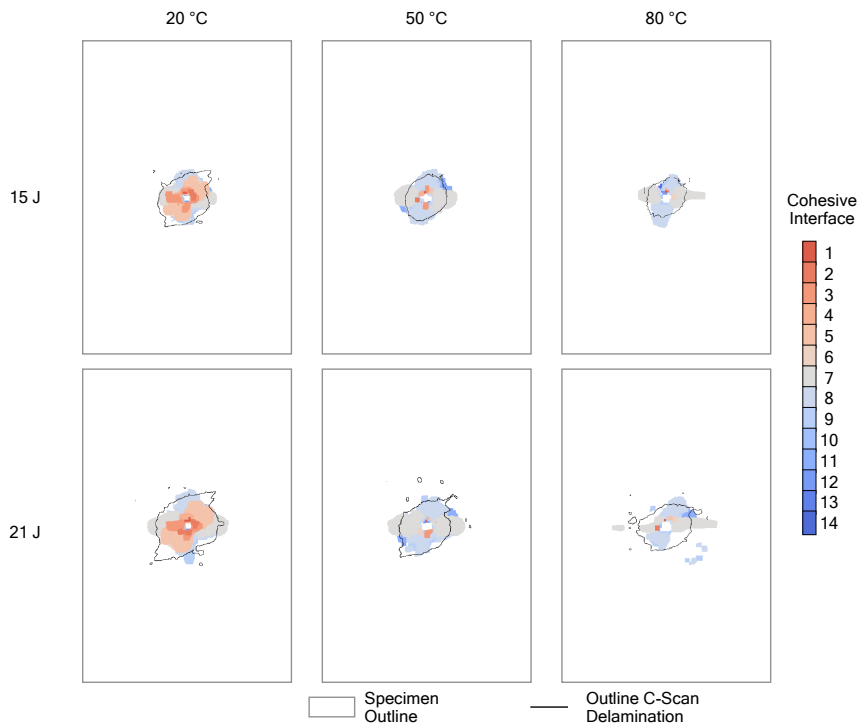 20 °C
50 °C
80 °C
15 J
21 J
Cohesive
Interface
1
2
3
4
5
6
7
8
9
10
11
12
13
14
Specimen
Outline
Outline C-Scan
Delamination